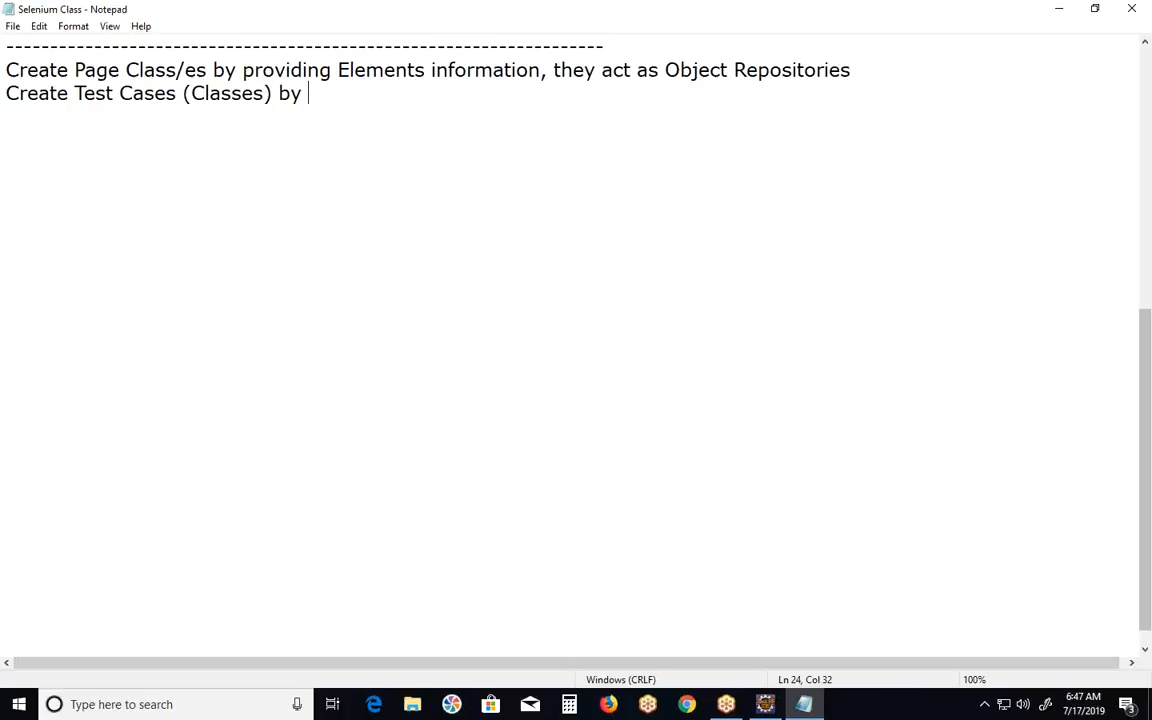 Selenium Class - Notepad
File Edit Format View Help
--------------------------------------------------------------------
Create Page Class/es by providing Elements information, they act as Object Repositories
Create Test Cases (Classes) by
Windows (CRLF) Ln 24, Col 32 100%
Type here to search
6:47 AM
7/17/2019
3